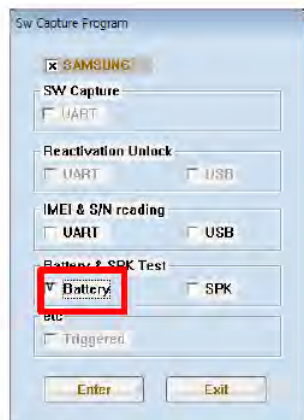 Sw Capture Program
SAMSUNG
SW Capture
UART
Reactivation Unlock
UART USB
IMEI & S/N reading
UART USB
Battery & SPK Test
Battery SPK
etc
Triggered
Enter Exit